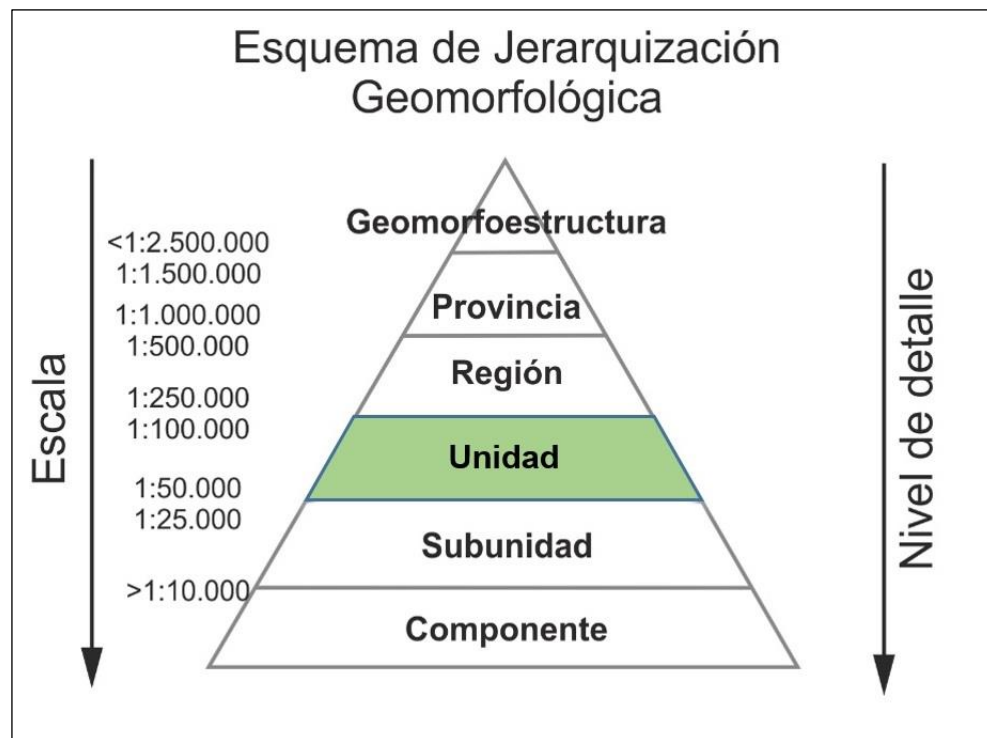 Esquema de Jerarquización
Geomorfológica
Geomorfoestructura
<1:2.500.000
1:1.500.000
Provincia
1:1.000.000
1:500.000
Región
1:250.000
1:100.000
Unidad
1:50.000
1:25.000
Subunidad
>1:10.000
Componente
Escala
Nivel de detalle